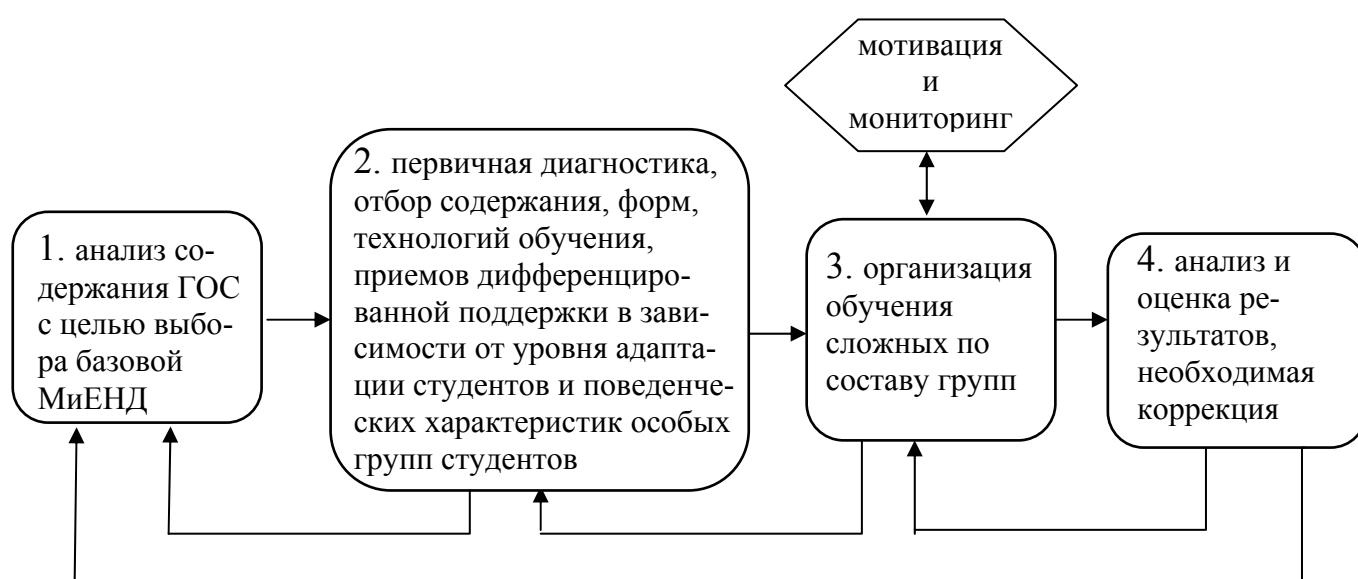 мотивация
и
мониторинг
1. анализ со-
держания ГОС
с целью выбо-
ра базовой
МиЕНД
2. первичная диагностика,
отбор содержания, форм,
технологий обучения,
приемов дифференциро-
ванной поддержки в зави-
симости от уровня адапта-
ции студентов и поведенче-
ских характеристик особых
групп студентов
3. организация
обучения
сложных по
составу групп
4. анализ и
оценка ре-
зультатов,
необходимая
коррекция